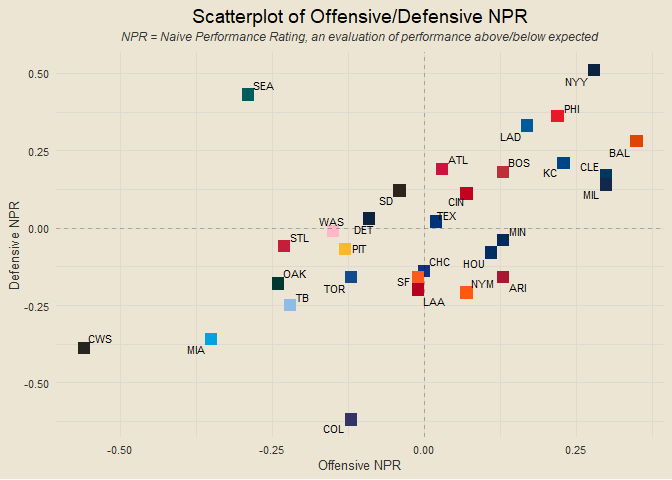 Scatterplot of Offensive/Defensive NPR
NPR = Naive Performance Rating, an evaluation of performance above/below expected
0.50
0.25
0.00
-0.25
-0.50
Defensive NPR
SEA
NYY
PHI
LAD
BAL
ATL
BOS
KC
CLE
MIL
SD
CIN
TEX
WAS
DET
STL
PIT
MIN
HOU
CHC
SF
NYM
ARI
LAA
OAK
TOR
TB
CWS
MIA
COL
-0.50
-0.25
0.00
0.25
Offensive NPR